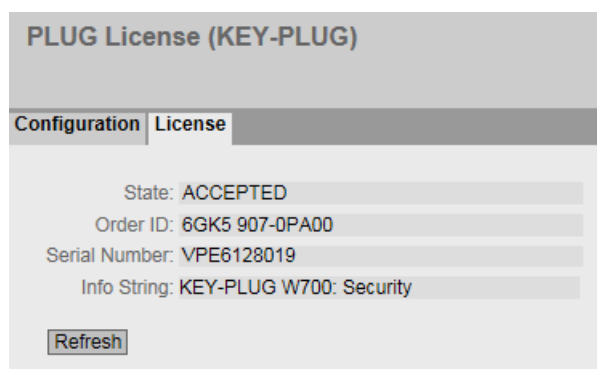 PLUG License (KEY-PLUG)
Configuration License
State: ACCEPTED
Order ID: 6GK5 907-0PA00
Serial Number: VPE6128019
Info String: KEY-PLUG W700: Security
Refresh